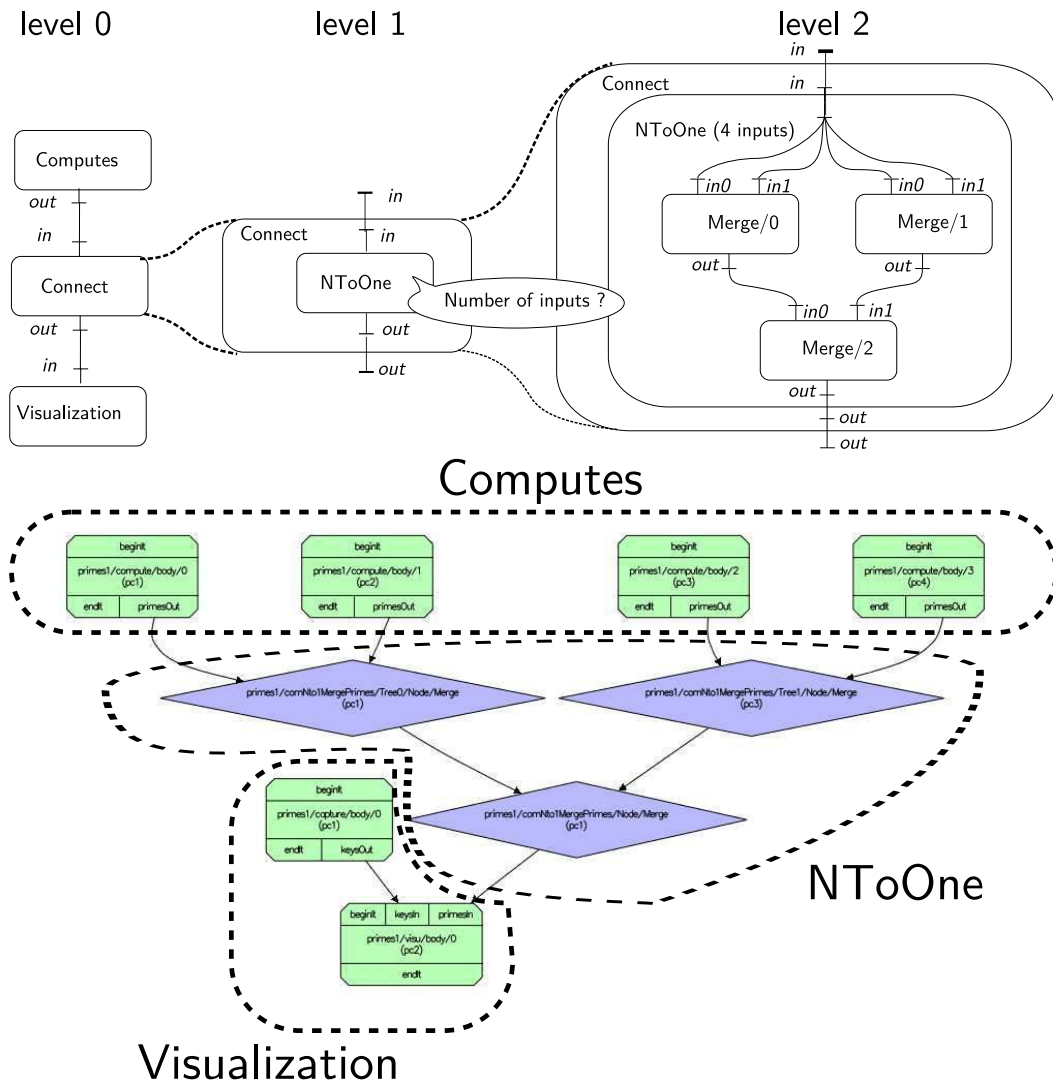 level 0
level 1
level 2
in
Connect
in
NToOne (4 inputs)
Computes
out
in
Connect
out
in
Visualization
in
Connect
in
NToOne
Number of inputs ?
out
out
in0
in1
in0
in1
Merge/0
Merge/1
out
out
in0
in1
Merge/2
out
out
out
Computes
beginIt
primes1/compute/body/0
(pc1)
endIt
primesOut
beginIt
primes1/compute/body/1
(pc2)
endIt
primesOut
beginIt
primes1/compute/body/2
(pc3)
endIt
primesOut
beginIt
primes1/compute/body/3
(pc4)
endIt
primesOut
primes1/comNto1MergePrimes/Tree0/Node/Merge
(pc1)
primes1/comNto1MergePrimes/Tree1/Node/Merge
(pc3)
beginIt
primes1/capture/body/0
(pc1)
endIt
keysOut
primes1/comNto1MergePrimes/Node/Merge
(pc1)
NToOne
beginIt
keysIn
primesIn
primes1/visu/body/0
(pc2)
endIt
Visualization